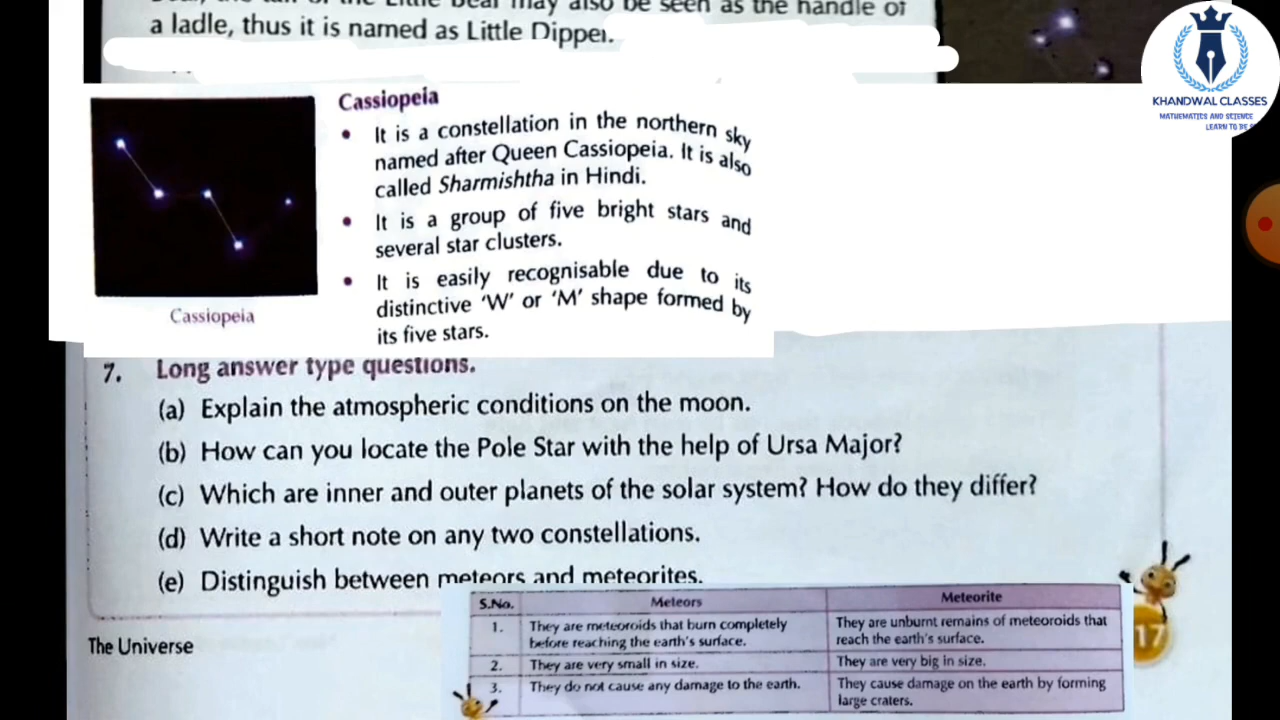 a ladle, thus it is named as Little Dipper.
KHANDWAL CLASSES
MATHEMATICS AND SCIENCE
LEARN TO BE
Cassiopeia
• It is a constellation in the northern sky
named after Queen Cassiopeia. It is also
called Sharmishtha in Hindi.
• It is a group of five bright stars and
several star clusters.
• It is easily recognisable due to its
distinctive ‘W’ or ‘M’ shape formed by
its five stars.
Cassiopeia
7. Long answer type questions.
(a) Explain the atmospheric conditions on the moon.
(b) How can you locate the Pole Star with the help of Ursa Major?
(c) Which are inner and outer planets of the solar system? How do they differ?
(d) Write a short note on any two constellations.
(e) Distinguish between meteors and meteorites.
S.No. Meteors Meteorite
1. They are meteoroids that burn completely
before reaching the earth's surface.
They are unburnt remains of meteoroids that
reach the earth's surface.
2. They are very small in size. They are very big in size.
3. They do not cause any damage to the earth.
They cause damage on the earth by forming
large craters.
The Universe
17